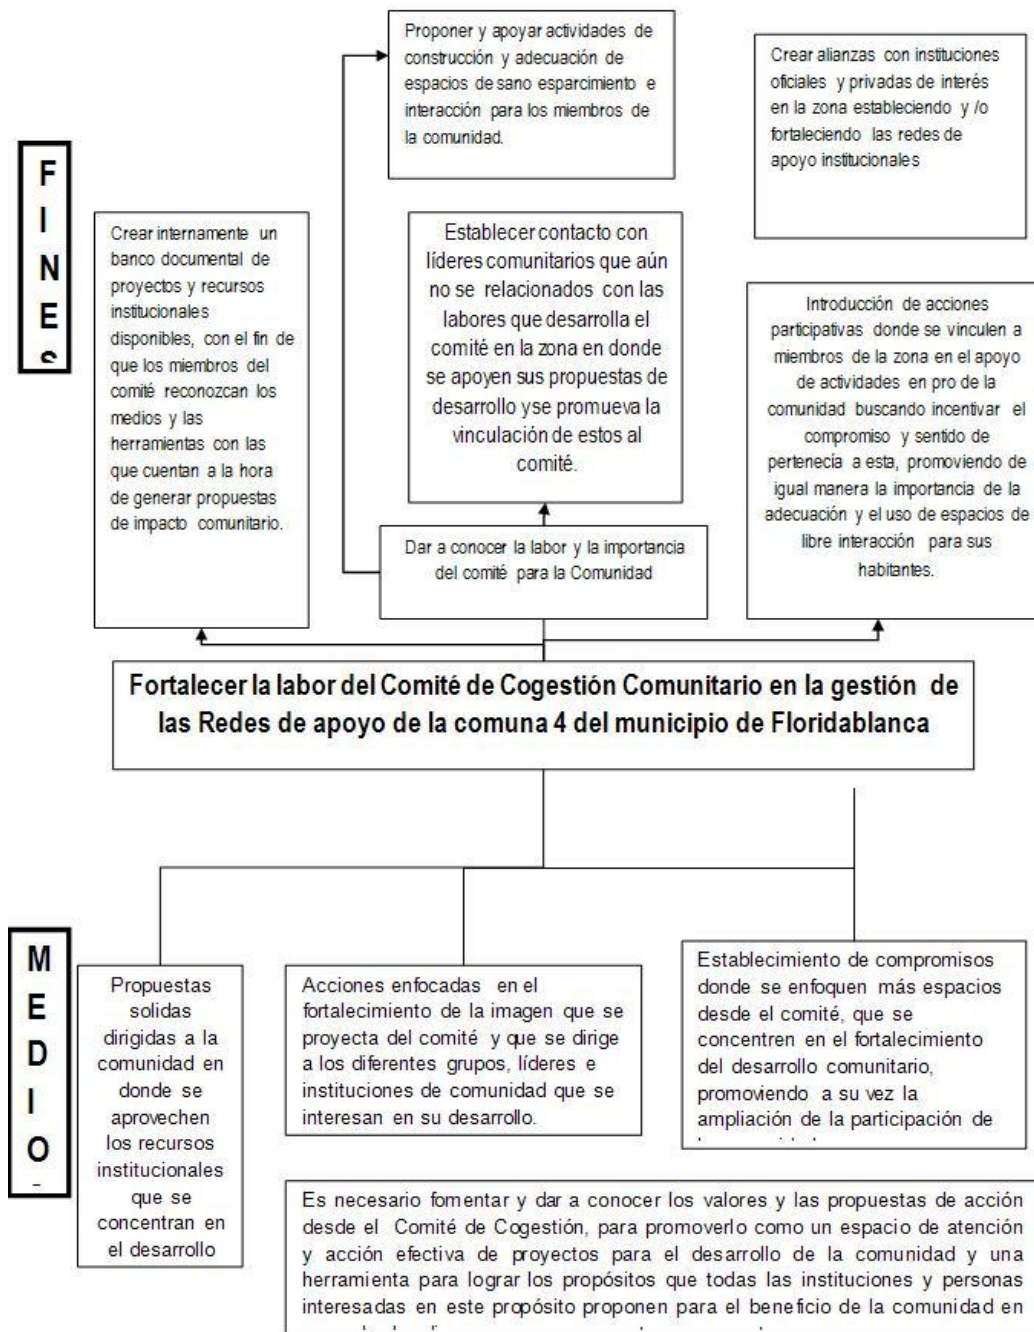 Proponer y apoyar actividades de
construcción y adecuación de
espacios de sano esparcimiento e
interacción para los miembros de
la comunidad.
Crear alianzas con instituciones
oficiales y privadas de interés
en la zona estableciendo y /o
fortaleciendo las redes de
apoyo institucionales
F
I
N
E
S
Crear internamente un
banco documental de
proyectos y recursos
institucionales
disponibles, con el fin de
que los miembros del
comité reconozcan los
medios y las
herramientas con las
que cuentan a la hora
de generar propuestas
de impacto comunitario.
Establecer contacto con
líderes comunitarios que aún
no se relacionados con las
labores que desarrolla el
comité en la zona en donde
se apoyen sus propuestas de
desarrollo yse promueva la
vinculación de estos al
comité.
Introducción de acciones
participativas donde se vinculen a
miembros de la zona en el apoyo
de actividades en pro de la
comunidad buscando incentivar el
compromiso y sentido de
pertenecía a esta, promoviendo de
igual manera la importancia de la
adecuación y el uso de espacios de
libre interacción para sus
habitantes.
Dar a conocer la labor y la importancia
del comité para la Comunidad
Fortalecer la labor del Comité de Cogestión Comunitario en la gestión de
las Redes de apoyo de la comuna 4 del municipio de Floridablanca
M
E
D
I
O
Propuestas
solidas
dirigidas a la
comunidad en
donde se
aprovechen
los recursos
institucionales
que se
concentran en
el desarrollo
Acciones enfocadas en el
fortalecimiento de la imagen que se
proyecta del comité y que se dirige
a los diferentes grupos, líderes e
instituciones de comunidad que se
interesan en su desarrollo.
Establecimiento de compromisos
donde se enfoquen más espacios
desde el comité, que se
concentren en el fortalecimiento
del desarrollo comunitario,
promoviendo a su vez la
ampliación de la participación de
Es necesario fomentar y dar a conocer los valores y las propuestas de acción
desde el Comité de Cogestión, para promoverlo como un espacio de atención
y acción efectiva de proyectos para el desarrollo de la comunidad y una
herramienta para lograr los propósitos que todas las instituciones y personas
interesadas en este propósito proponen para el beneficio de la comunidad en